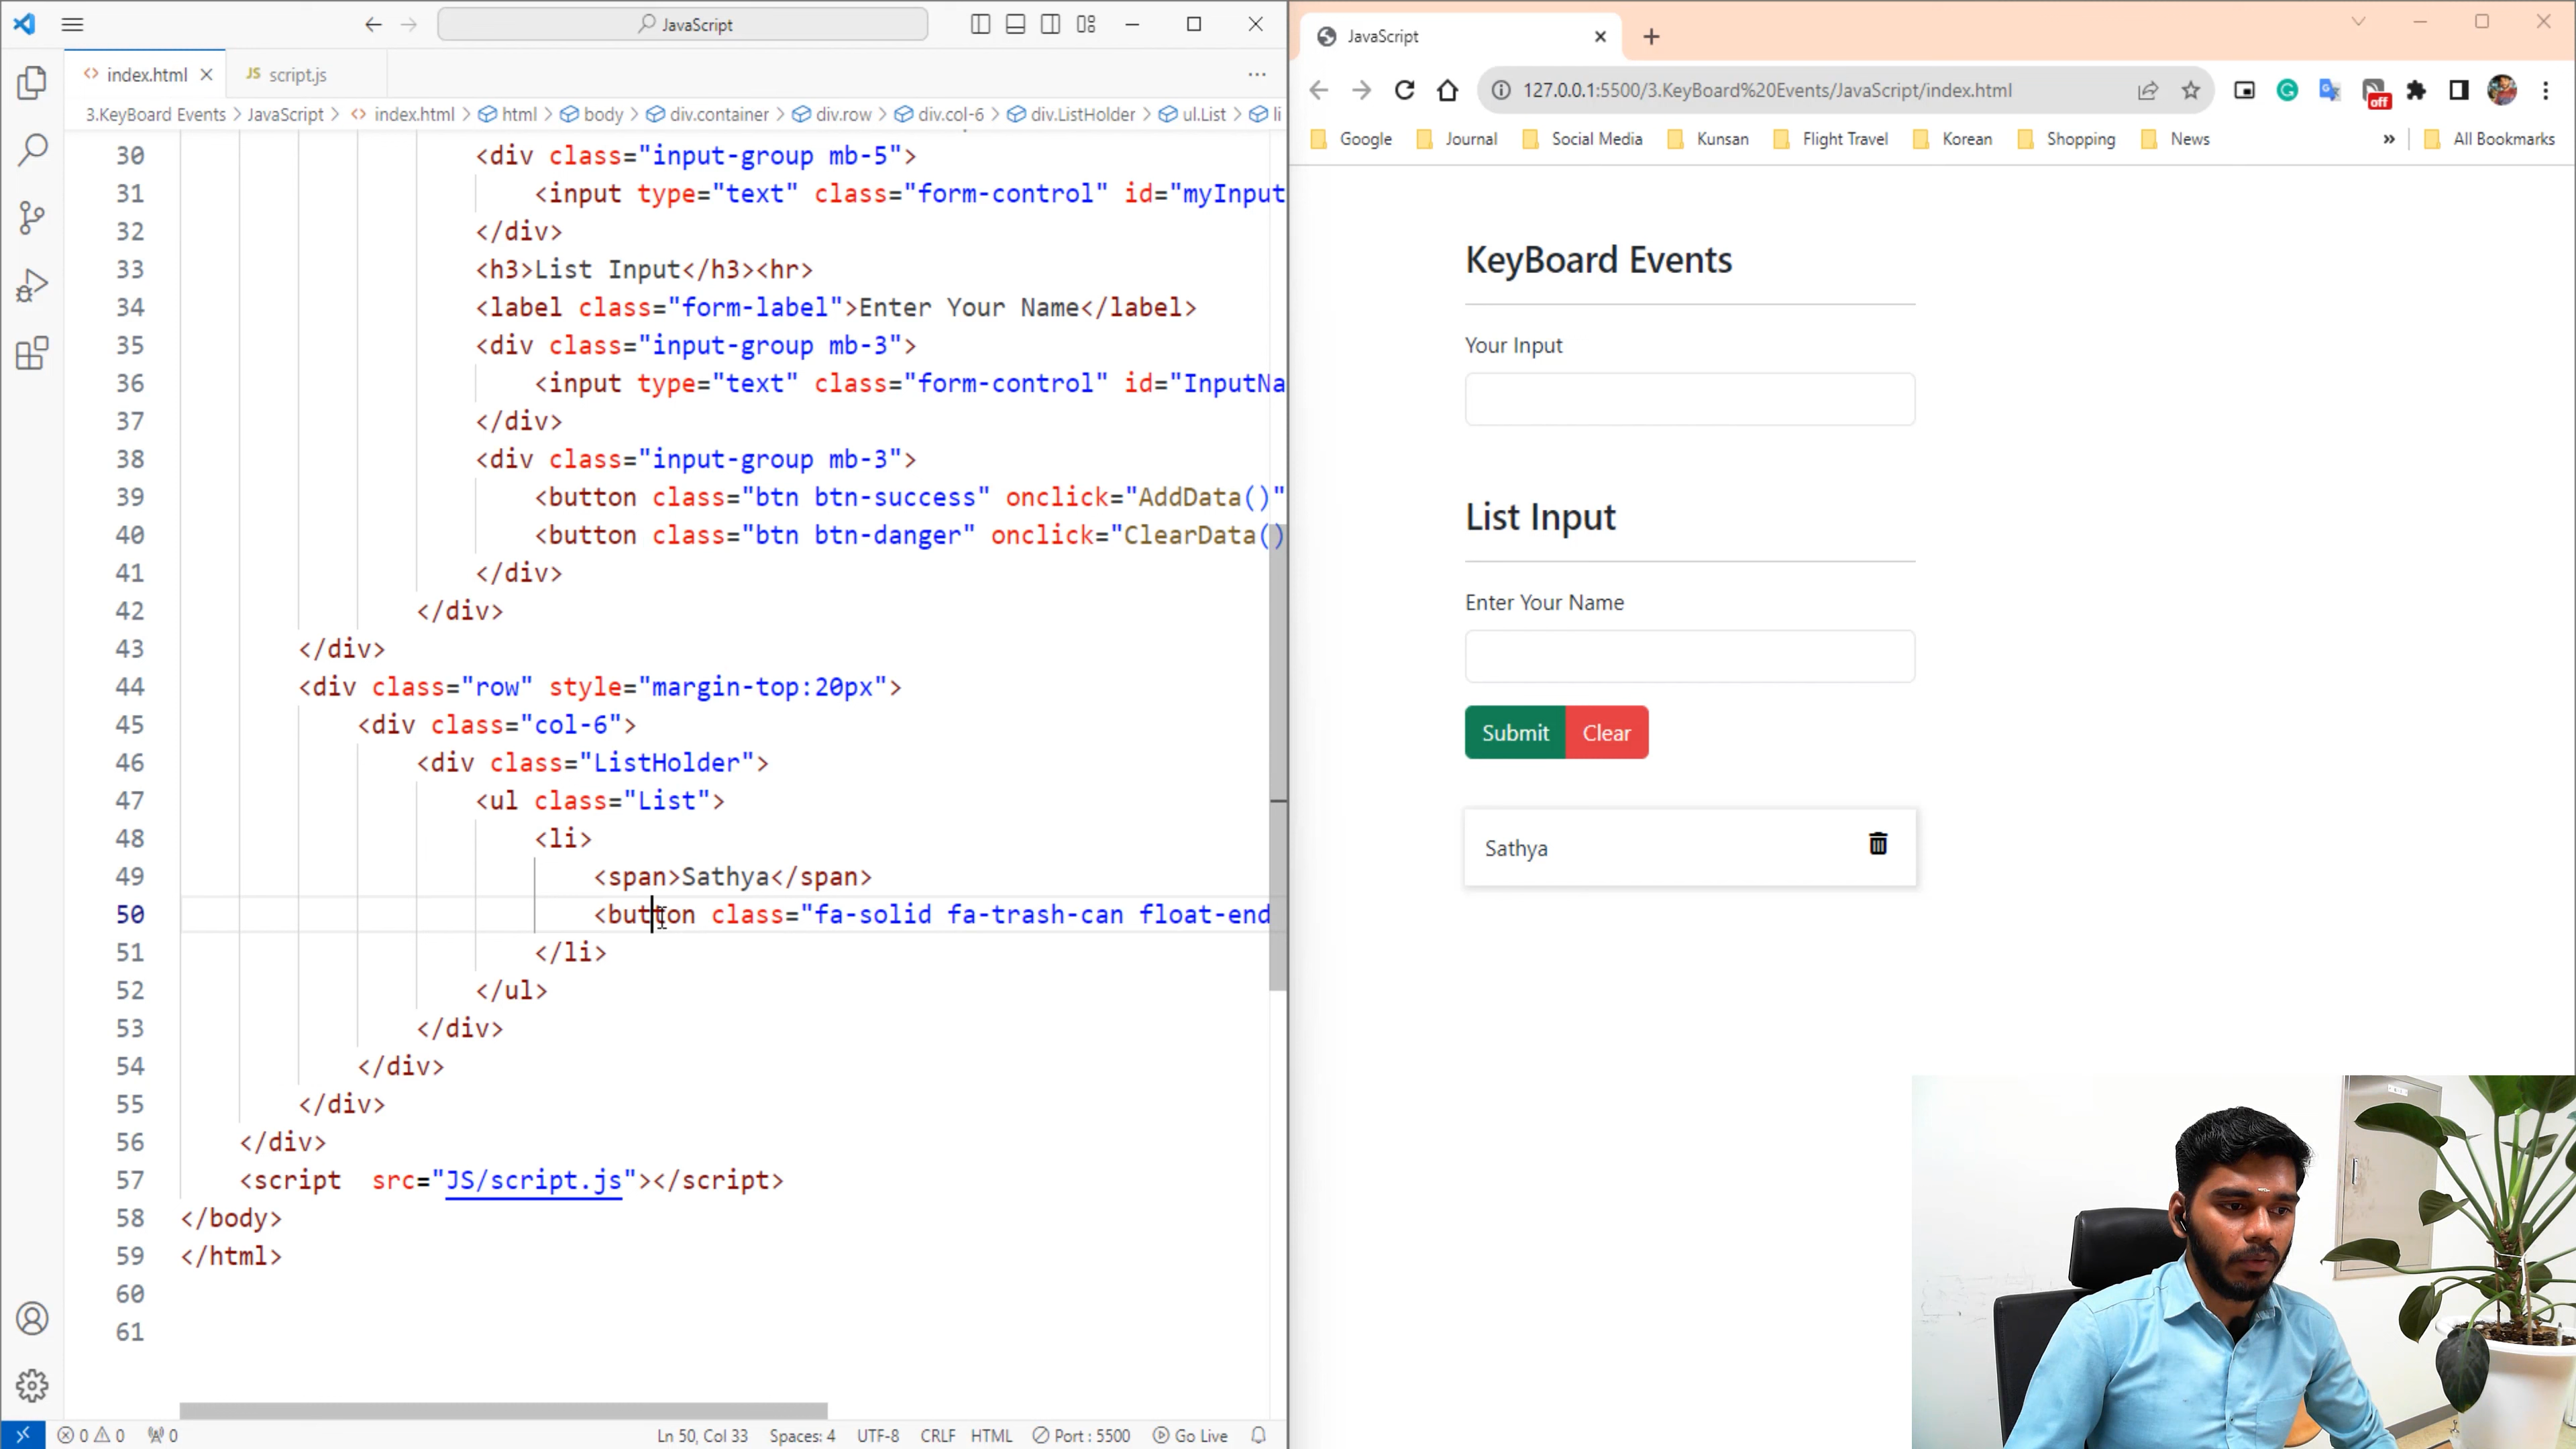 JavaScript
index.html
JS script.js
3.KeyBoard Events > JavaScript > index.html > html > body > div.container > div.row > div.col-6 > div.ListHolder > ul.List > li
30 <div class="input-group mb-5">
31 <input type="text" class="form-control" id="myInput
32 </div>
33 <h3>List Input</h3><hr>
34 <label class="form-label">Enter Your Name</label>
35 <div class="input-group mb-3">
36 <input type="text" class="form-control" id="InputNa
37 </div>
38 <div class="input-group mb-3">
39 <button class="btn btn-success" onclick="AddData()"
40 <button class="btn btn-danger" onclick="ClearData()
41 </div>
42 </div>
43 </div>
44 <div class="row" style="margin-top:20px">
45 <div class="col-6">
46 <div class="ListHolder">
47 <ul class="List">
48 <li>
49 <span>Sathya</span>
50 <button class="fa-solid fa-trash-can float-end
51 </li>
52 </ul>
53 </div>
54 </div>
55 </div>
56 </div>
57 <script  src="JS/script.js"></script>
58 </body>
59 </html>
60
61
0 0 0 Ln 50, Col 33 Spaces: 4 UTF-8 CRLF HTML Port : 5500 Go Live
JavaScript
127.0.0.1:5500/3.KeyBoard%20Events/JavaScript/index.html
off
Google Journal Social Media Kunsan Flight Travel Korean Shopping News » All Bookmarks
KeyBoard Events
Your Input
List Input
Enter Your Name
Submit Clear
Sathya